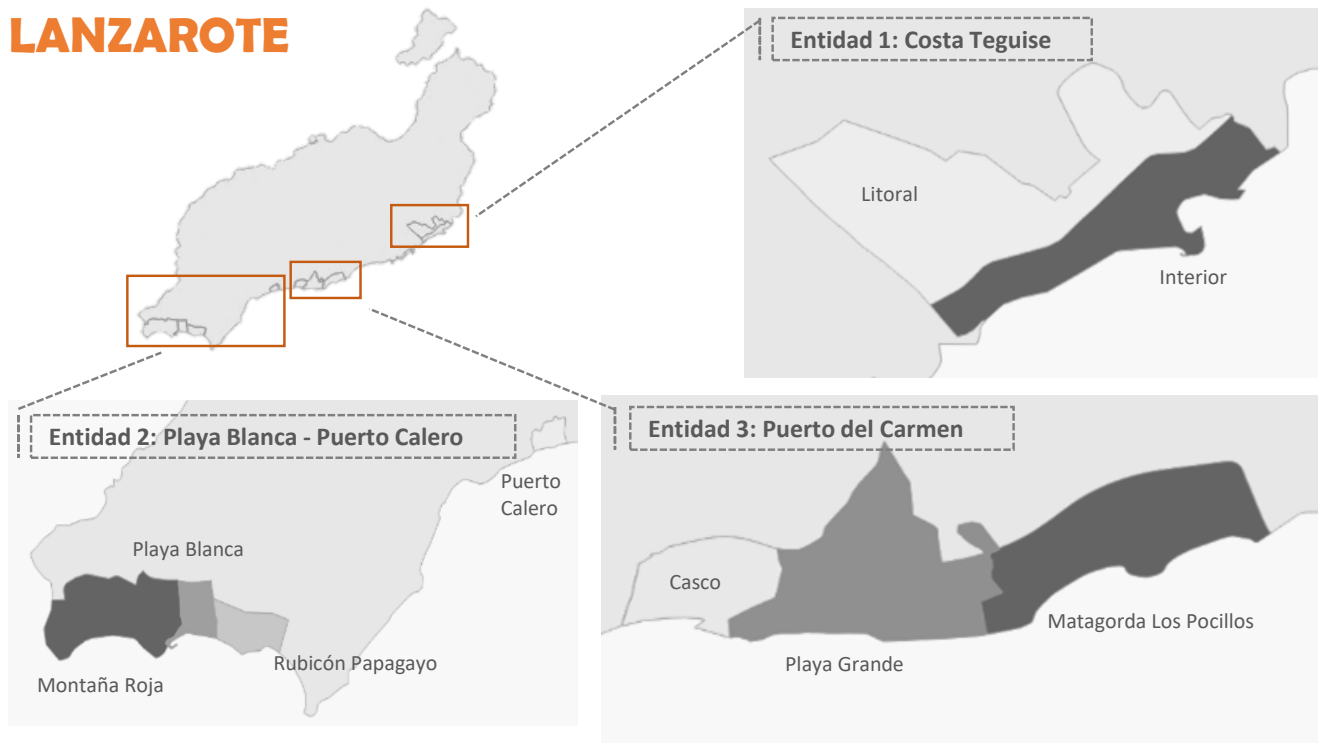 LANZAROTE
Entidad 1: Costa Teguise
Litoral
Interior
Entidad 2: Playa Blanca - Puerto Calero
Puerto
Calero
Playa Blanca
Rubicón Papagayo
Montaña Roja
Entidad 3: Puerto del Carmen
Casco
Matagorda Los Pocillos
Playa Grande